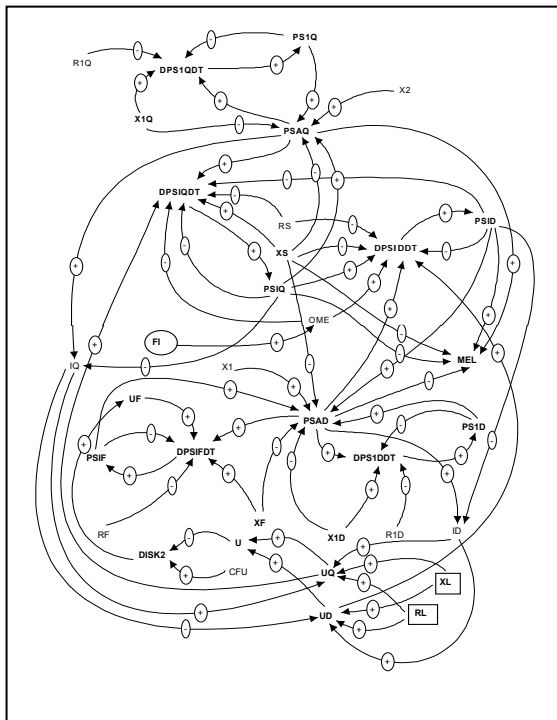 PS1Q
R1Q
DPS1QDT
X1Q
X2
PSAQ
DPSIQDT
PSID
RS
XS
DPSIDDT
PSIQ
OME
FI
MEL
IQ
X1
UF
PSAD
PS1D
PSIF
DPSIFDT
DPS1DDT
RF
XF
X1D
R1D
ID
U
DISK2
CFU
UQ
XL
UD
RL